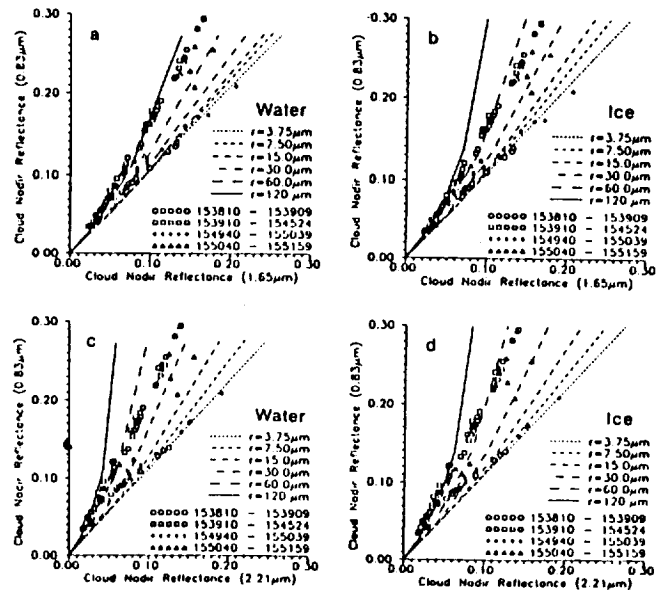 a
Cloud Nadir Reflectance (0.83μm)
0.30
0.20
0.10
0.00
Water
r=3.75μm
r=7.50μm
r=15.0μm
r=30.0μm
r=60.0μm
r=120μm
153810 - 153909
153910 - 154524
154940 - 155039
155040 - 155159
0.00 0.10 0.20 0.30
Cloud Nadir Reflectance (1.65μm)
b
Cloud Nadir Reflectance (0.83μm)
0.30
0.20
0.10
0.00
Ice
r=3.75μm
r=7.50μm
r=15.0μm
r=30.0μm
r=60.0μm
r=120 μm
153810 - 153909
153910 - 154524
154940 - 155039
155040 - 155159
0.00 0.10 0.20 0.30
Cloud Nadir Reflectance (1.65μm)
c
Cloud Nadir Reflectance (0.83μm)
0.30
0.20
0.10
0.00
Water
r=3.75μm
r=7.50μm
r=15.0μm
r=30.0μm
r=60.0μm
r=120 μm
153810 - 153909
153910 - 154524
154940 - 155039
155040 - 155159
0.00 0.10 0.20 0.30
Cloud Nadir Reflectance (2.21μm)
d
Cloud Nadir Reflectance (0.83μm)
0.30
0.20
0.10
0.00
Ice
r=3.75μm
r=7.50μm
r=15.0μm
r=30.0μm
r=60.0μm
r=120 μm
153810 - 153909
153910 - 154524
154940 - 155039
155040 - 155159
0.00 0.10 0.20 0.30
Cloud Nadir Reflectance (2.21μm)